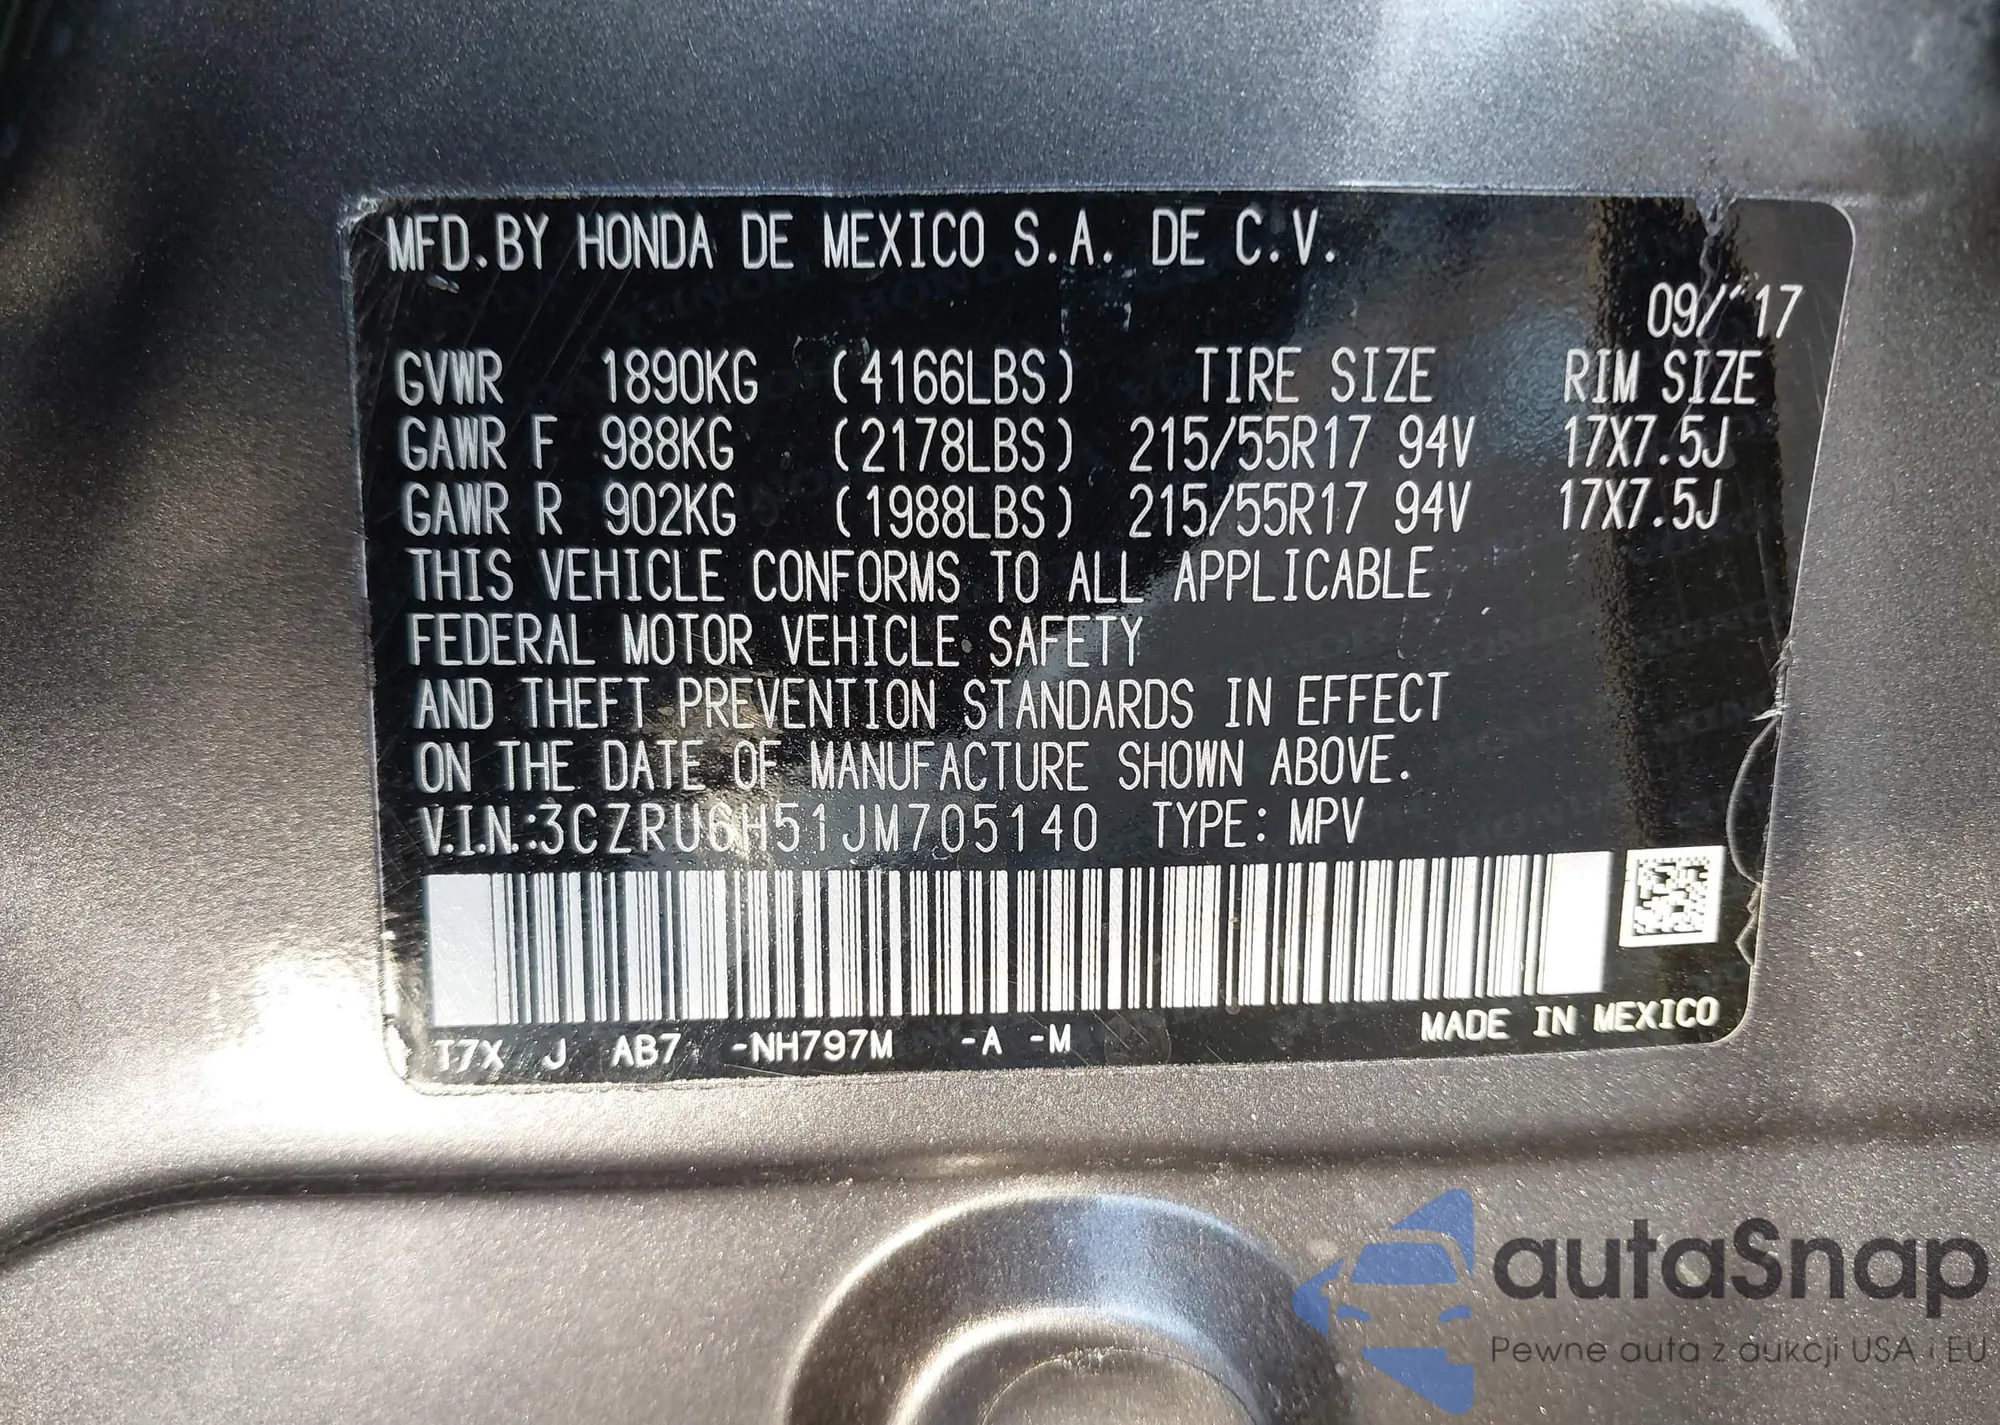 MFD.BY HONDA DE MEXICO S.A. DE C.V.
09/17
GVWR 1890KG (4166LBS) TIRE SIZE RIM SIZE
GAWR F 988KG (2178LBS) 215/55R17 94V 17X7.5J
GAWR R 902KG (1988LBS) 215/55R17 94V 17X7.5J
THIS VEHICLE CONFORMS TO ALL APPLICABLE
FEDERAL MOTOR VEHICLE SAFETY
AND THEFT PREVENTION STANDARDS IN EFFECT
ON THE DATE OF MANUFACTURE SHOWN ABOVE.
V.I.N.:3CZRU6H51JM705140 TYPE: MPV
MADE IN MEXICO
T7X J AB7 -NH797M -A -M
autaSnap
Pewne auta z aukcji USA i EU